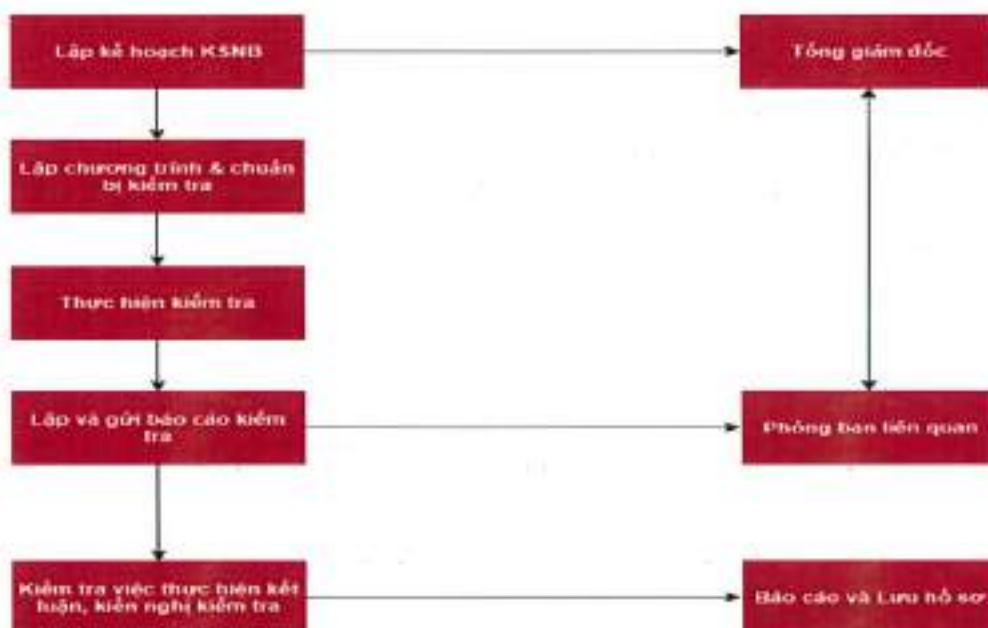 Lập kế hoạch KSNB
Tổng giám đốc
Lập chương trình & chuẩn
bị kiểm tra
Thực hiện kiểm tra
Lập và gửi báo cáo kiểm
tra
Phòng ban liên quan
Kiểm tra việc thực hiện kết
luận, kiến nghị kiểm tra
Báo cáo và Lưu hồ sơ